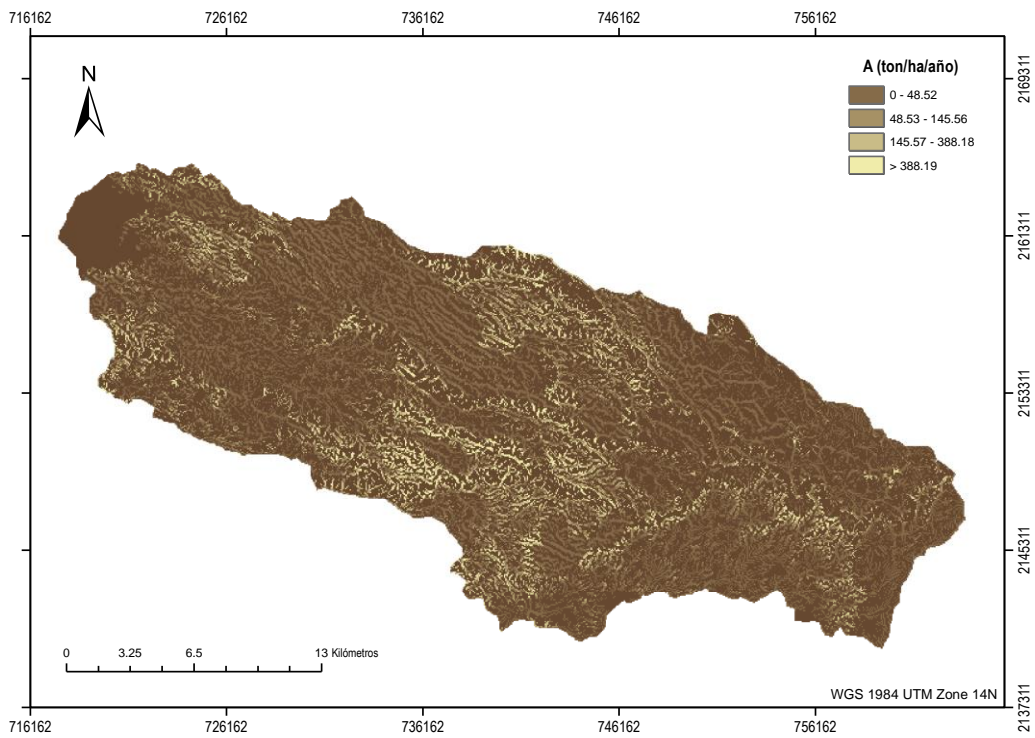 716162 726162 736162 746162 756162
N
A (ton/ha/año)
0 - 48.52
48.53 - 145.56
145.57 - 388.18
> 388.19
2169311
2161311
2153311
2145311
2137311
0 3.25 6.5 13 Kilómetros
WGS 1984 UTM Zone 14N
716162 726162 736162 746162 756162